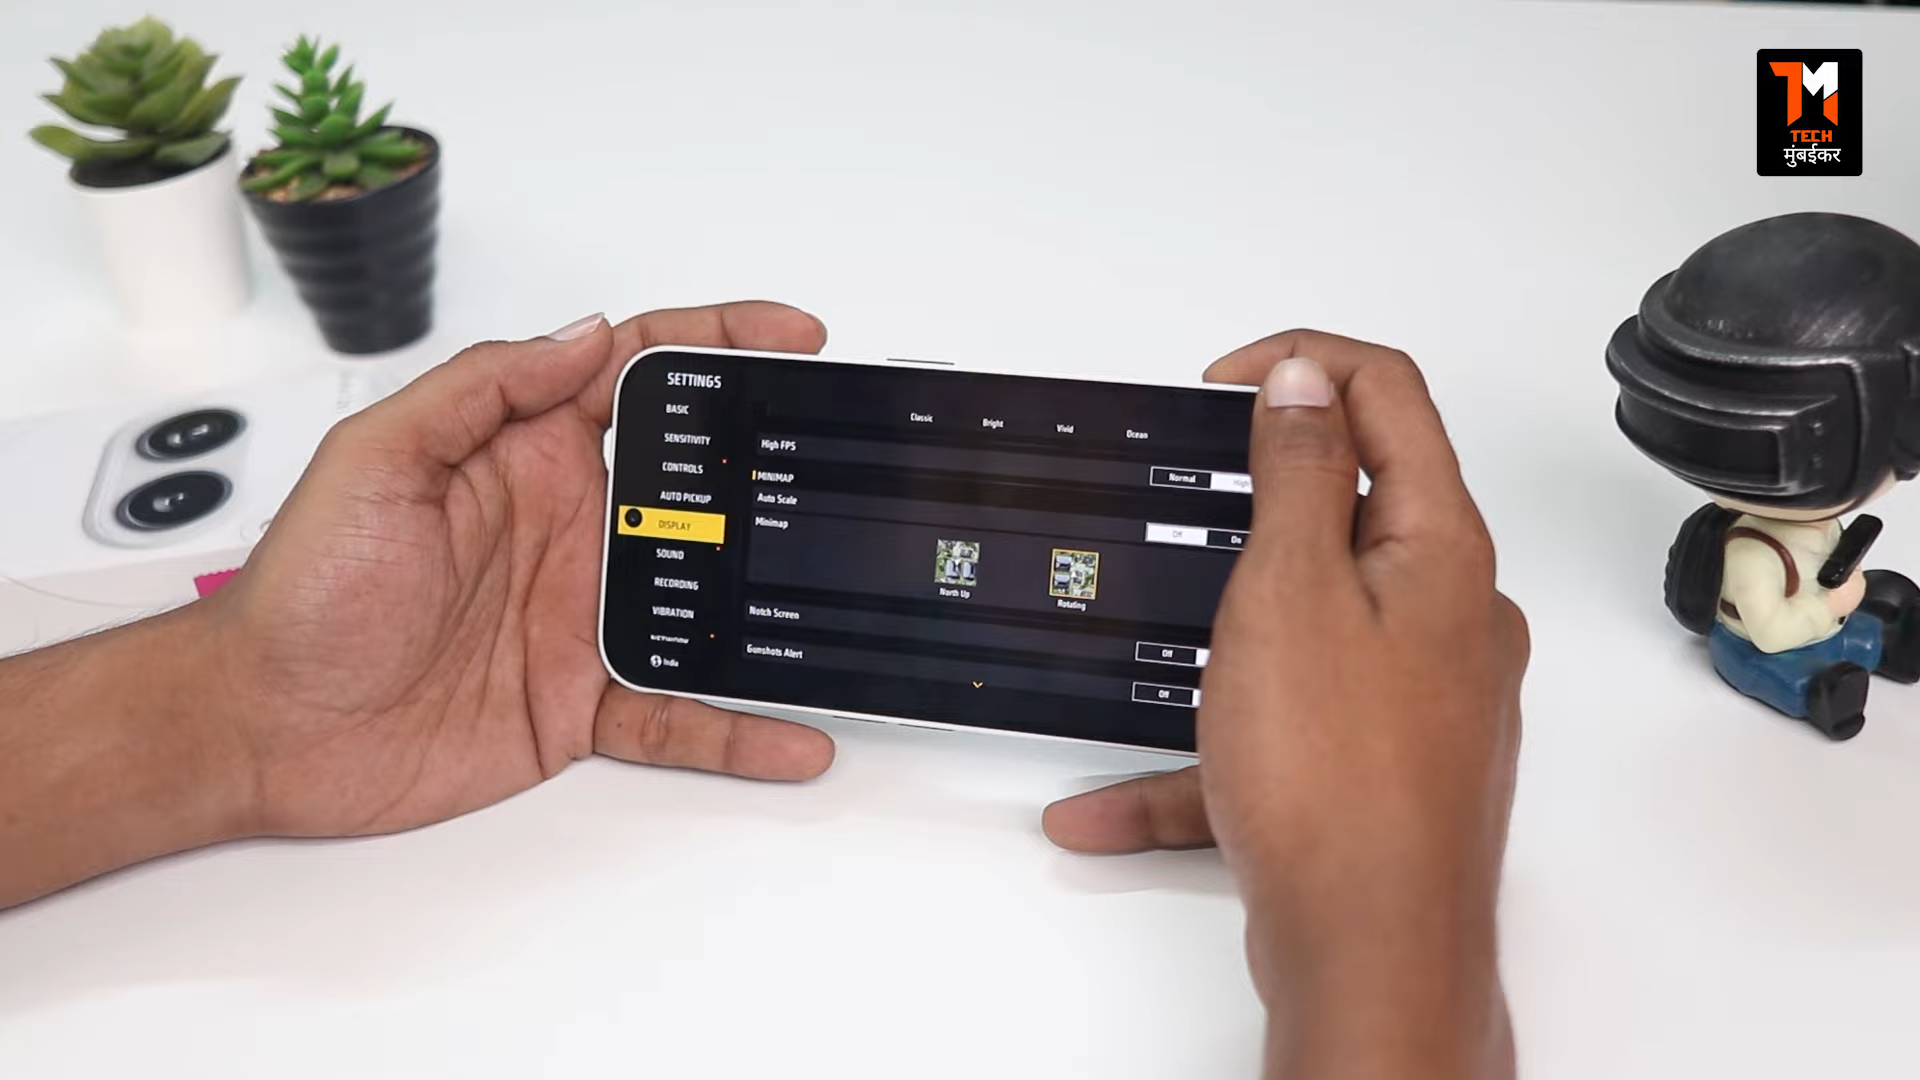 TECH
मुंबईकर
SETTINGS
BASIC
SENSITIVITY
CONTROLS
AUTO PICKUP
DISPLAY
SOUND
RECORDING
VIBRATION
India
Classic Bright Vivid Ocean
High FPS
Normal High
MINIMAP
Auto Scale
Off On
Minimap
North Up Rotating
Notch Screen
Off
Gunshots Alert
Off